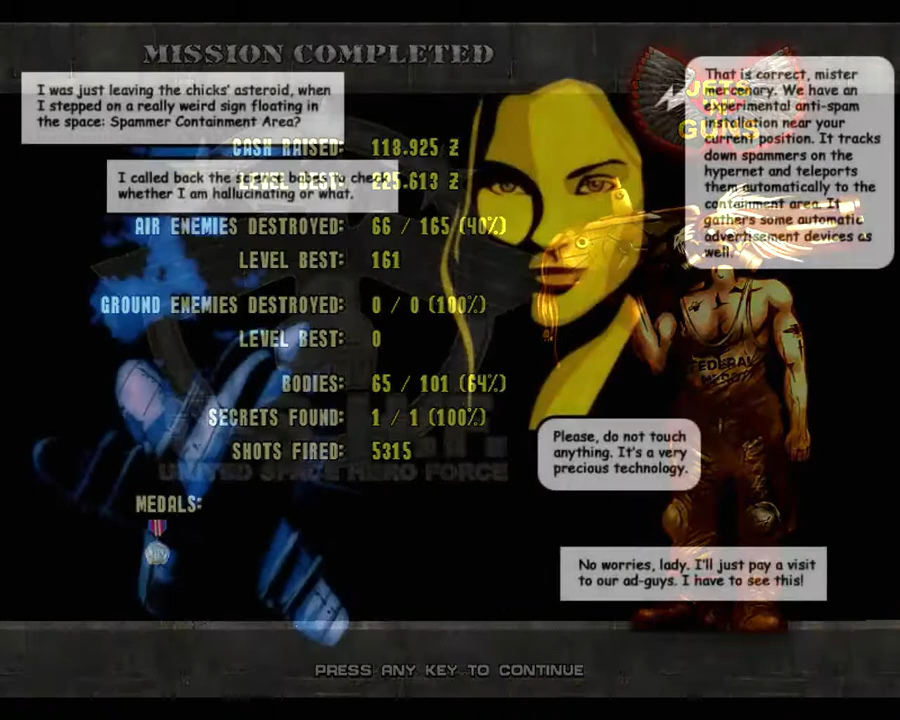 MISSION COMPLETED
I was just leaving the chicks' asteroid, when
I stepped on a really weird sign floating in
the space: Spammer Containment Area?
CASH RAISED: 118.925 Z
I called back the science babes to check
whether I am hallucinating or what.
LEVEL BEST: 225.613 Z
That is correct, mister
mercenary. We have an
experimental anti-spam
installation near your
current position. It tracks
down spammers on the
hypernet and teleports
them automatically to the
containment area. It
gathers some automatic
advertisement devices as
well.
JETS
'N'
GUNS
AIR ENEMIES DESTROYED: 66 / 165 (40%)
LEVEL BEST: 161
GROUND ENEMIES DESTROYED: 0 / 0 (100%)
LEVEL BEST: 0
FEDERAL
BODIES: 65 / 101 (64%)
SECRETS FOUND: 1 / 1 (100%)
SHOTS FIRED: 5315
UNITED SPACE HERO FORCE
Please, do not touch
anything. It's a very
precious technology.
MEDALS:
No worries, lady. I'll just pay a visit
to our ad-guys. I have to see this!
PRESS ANY KEY TO CONTINUE